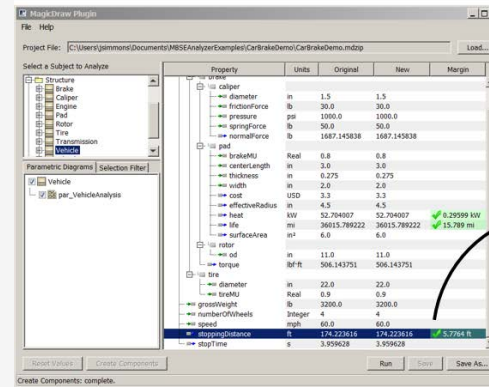 MagicDraw Plugin
File Help
Project File: C:\Users\jsimmons\Documents\MBSEAnalyzerExamples\CarBrakeDemo\CarBrakeDemo.mdzip Load...
Select a Subject to Analyze
Structure
Brake
Caliper
Engine
Pad
Rotor
Tire
Transmission
Vehicle
Parametric Diagrams Selection Filter
Vehicle
par_VehicleAnalysis
Property Units Original New Margin
brake
caliper
diameter in 1.5 1.5
frictionForce lb 30.0 30.0
pressure psi 1000.0 1000.0
springForce lb 50.0 50.0
normalForce lb 1687.145838 1687.145838
pad
brakeMU Real 0.8 0.8
centerLength in 3.0 3.0
thickness in 0.275 0.275
width in 2.0 2.0
cost USD 3.3 3.3
effectiveRadius in 4.5 4.5
heat kW 52.704007 52.704007 0.29599 kW
life mi 36015.789222 36015.789222 15.789 mi
surfaceArea in² 6.0 6.0
rotor
od in 11.0 11.0
torque lbf·ft 506.143751 506.143751
tire
diameter in 22.0 22.0
tireMU Real 0.9 0.9
grossWeight lb 3200.0 3200.0
numberOfWheels Integer 4 4
speed mph 60.0 60.0
stoppingDistance ft 174.223616 174.223616 5.7764 ft
stopTime s 3.959628 3.959628
Reset Values Create Components Run Save Save As...
Create Components: complete.